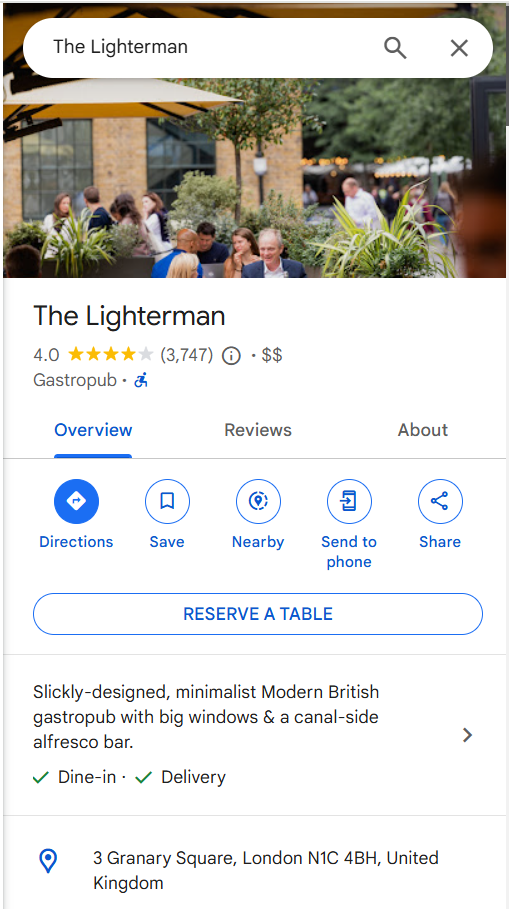 The Lighterman
The Lighterman
4.0 (3,747) · $$
Gastropub ·
Overview Reviews About
Directions Save Nearby Send to phone Share
RESERVE A TABLE
Slickly-designed, minimalist Modern British
gastropub with big windows & a canal-side
alfresco bar.
Dine-in · Delivery
3 Granary Square, London N1C 4BH, United
Kingdom